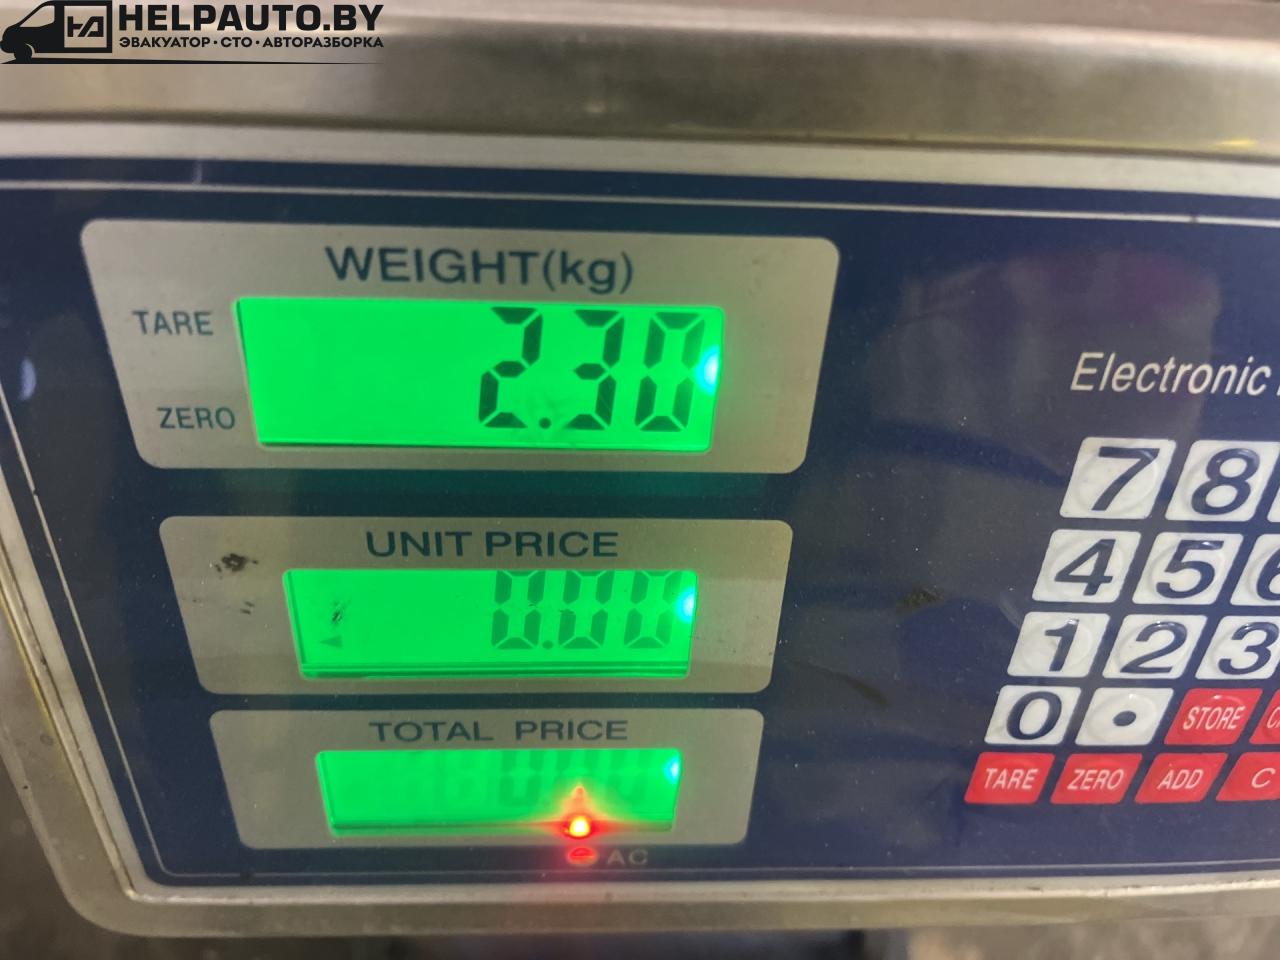 HELPAUTO.BY
ЭВАКУАТОР·СТО·АВТОРАЗБОРКА
WEIGHT(kg)
TARE
2.30
ZERO
UNIT PRICE
0.00
TOTAL PRICE
AC
Electronic
7 8
4 5 6
1 2 3
0 • STORE
TARE ZERO ADD C